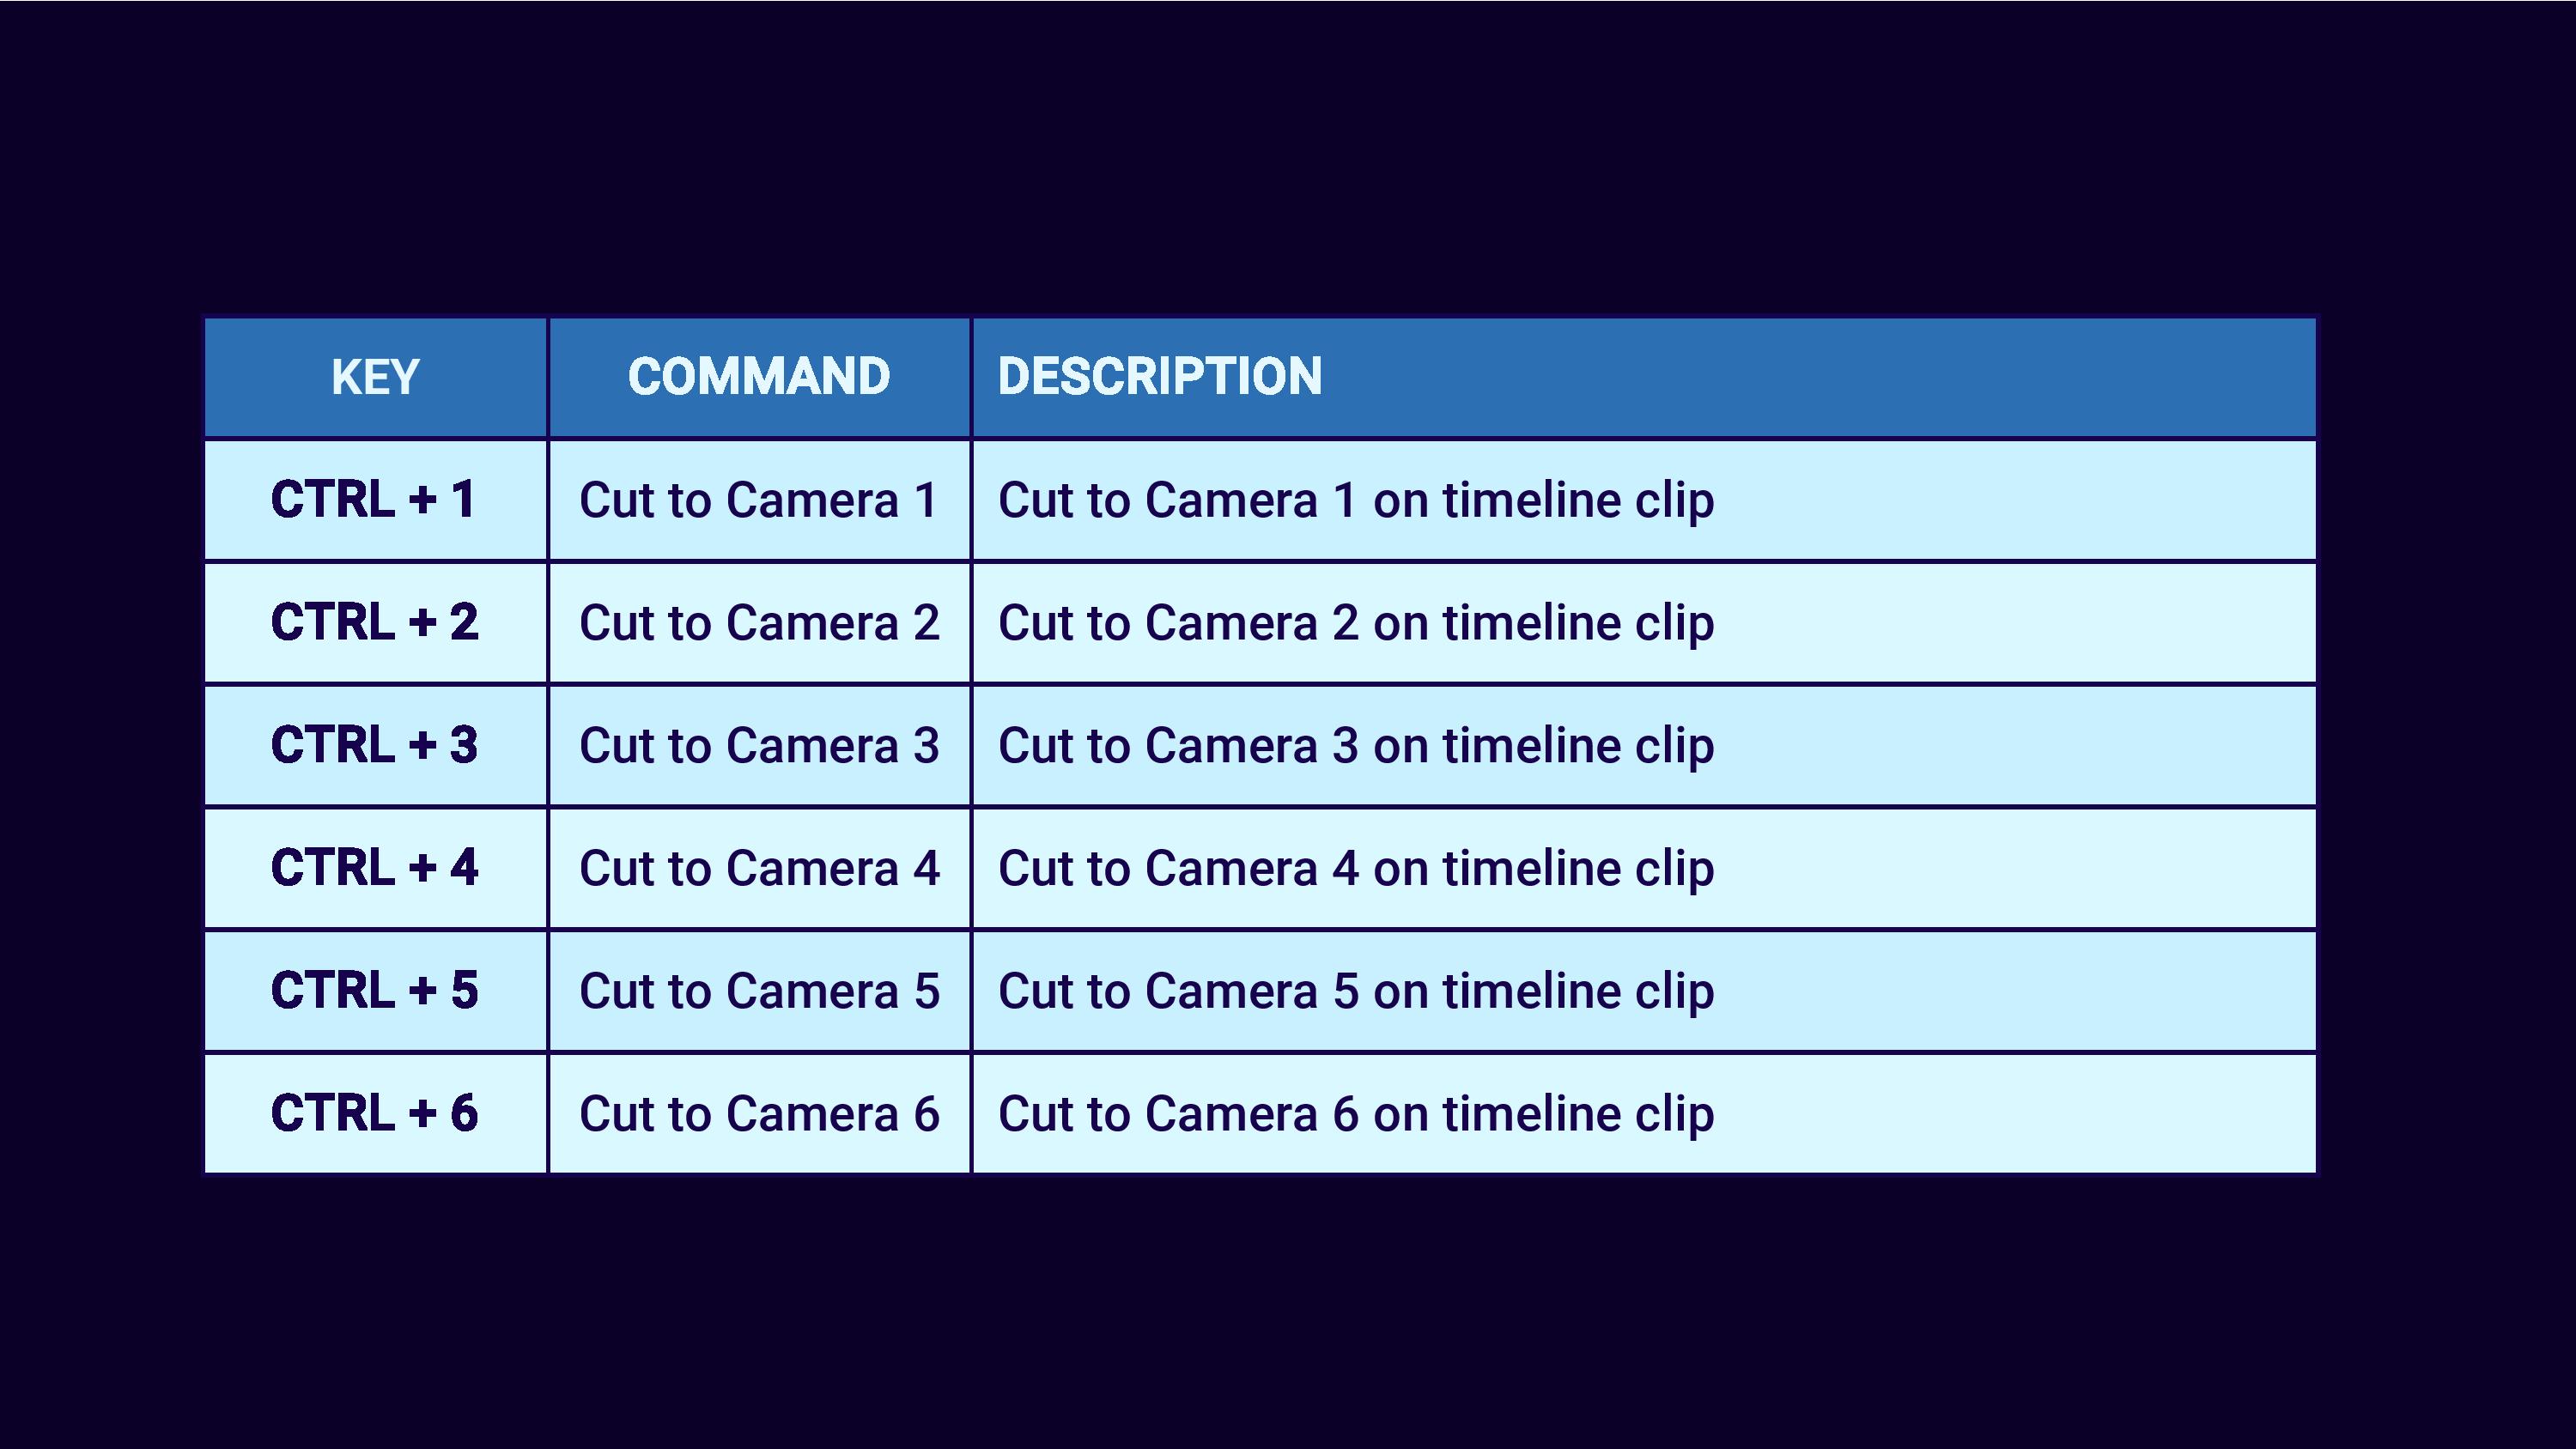 KEY COMMAND DESCRIPTION
CTRL + 1 Cut to Camera 1 Cut to Camera 1 on timeline clip
CTRL + 2 Cut to Camera 2 Cut to Camera 2 on timeline clip
CTRL + 3 Cut to Camera 3 Cut to Camera 3 on timeline clip
CTRL + 4 Cut to Camera 4 Cut to Camera 4 on timeline clip
CTRL + 5 Cut to Camera 5 Cut to Camera 5 on timeline clip
CTRL + 6 Cut to Camera 6 Cut to Camera 6 on timeline clip